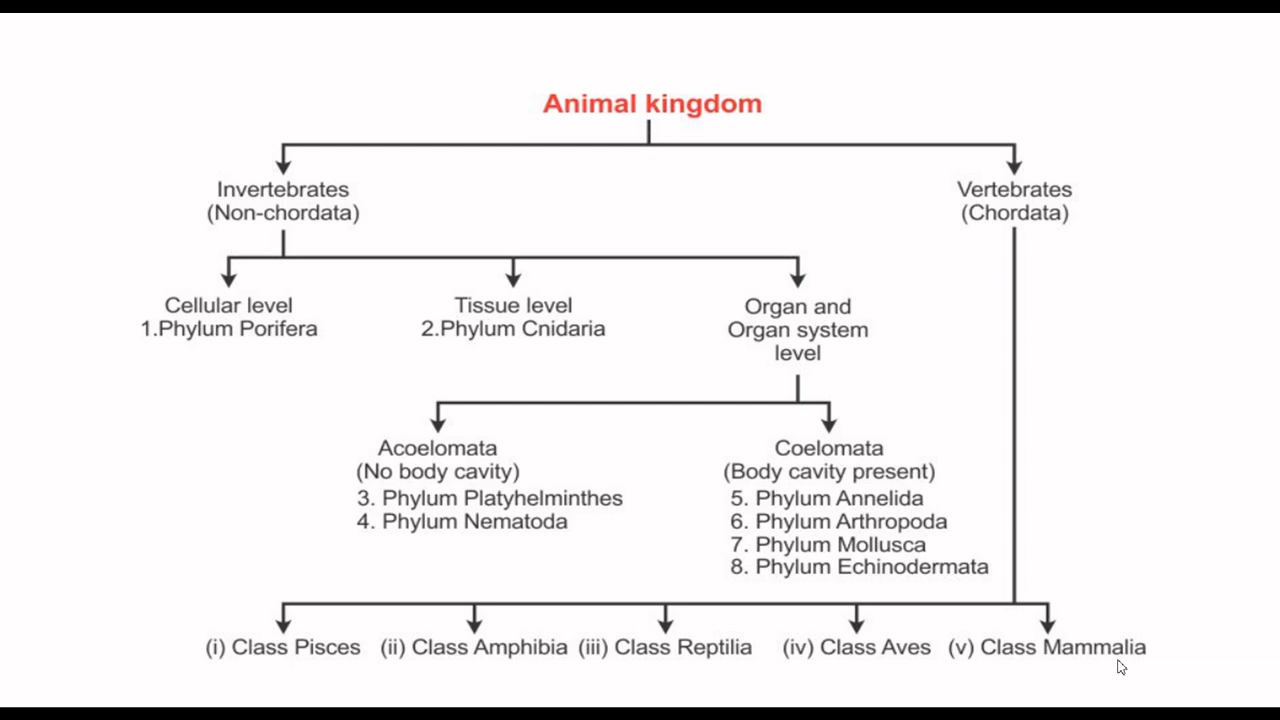 Animal kingdom
Invertebrates
(Non-chordata)
Vertebrates
(Chordata)
Cellular level
1.Phylum Porifera
Tissue level
2.Phylum Cnidaria
Organ and
Organ system
level
Acoelomata
(No body cavity)
3. Phylum Platyhelminthes
4. Phylum Nematoda
Coelomata
(Body cavity present)
5. Phylum Annelida
6. Phylum Arthropoda
7. Phylum Mollusca
8. Phylum Echinodermata
(i) Class Pisces
(ii) Class Amphibia
(iii) Class Reptilia
(iv) Class Aves
(v) Class Mammalia